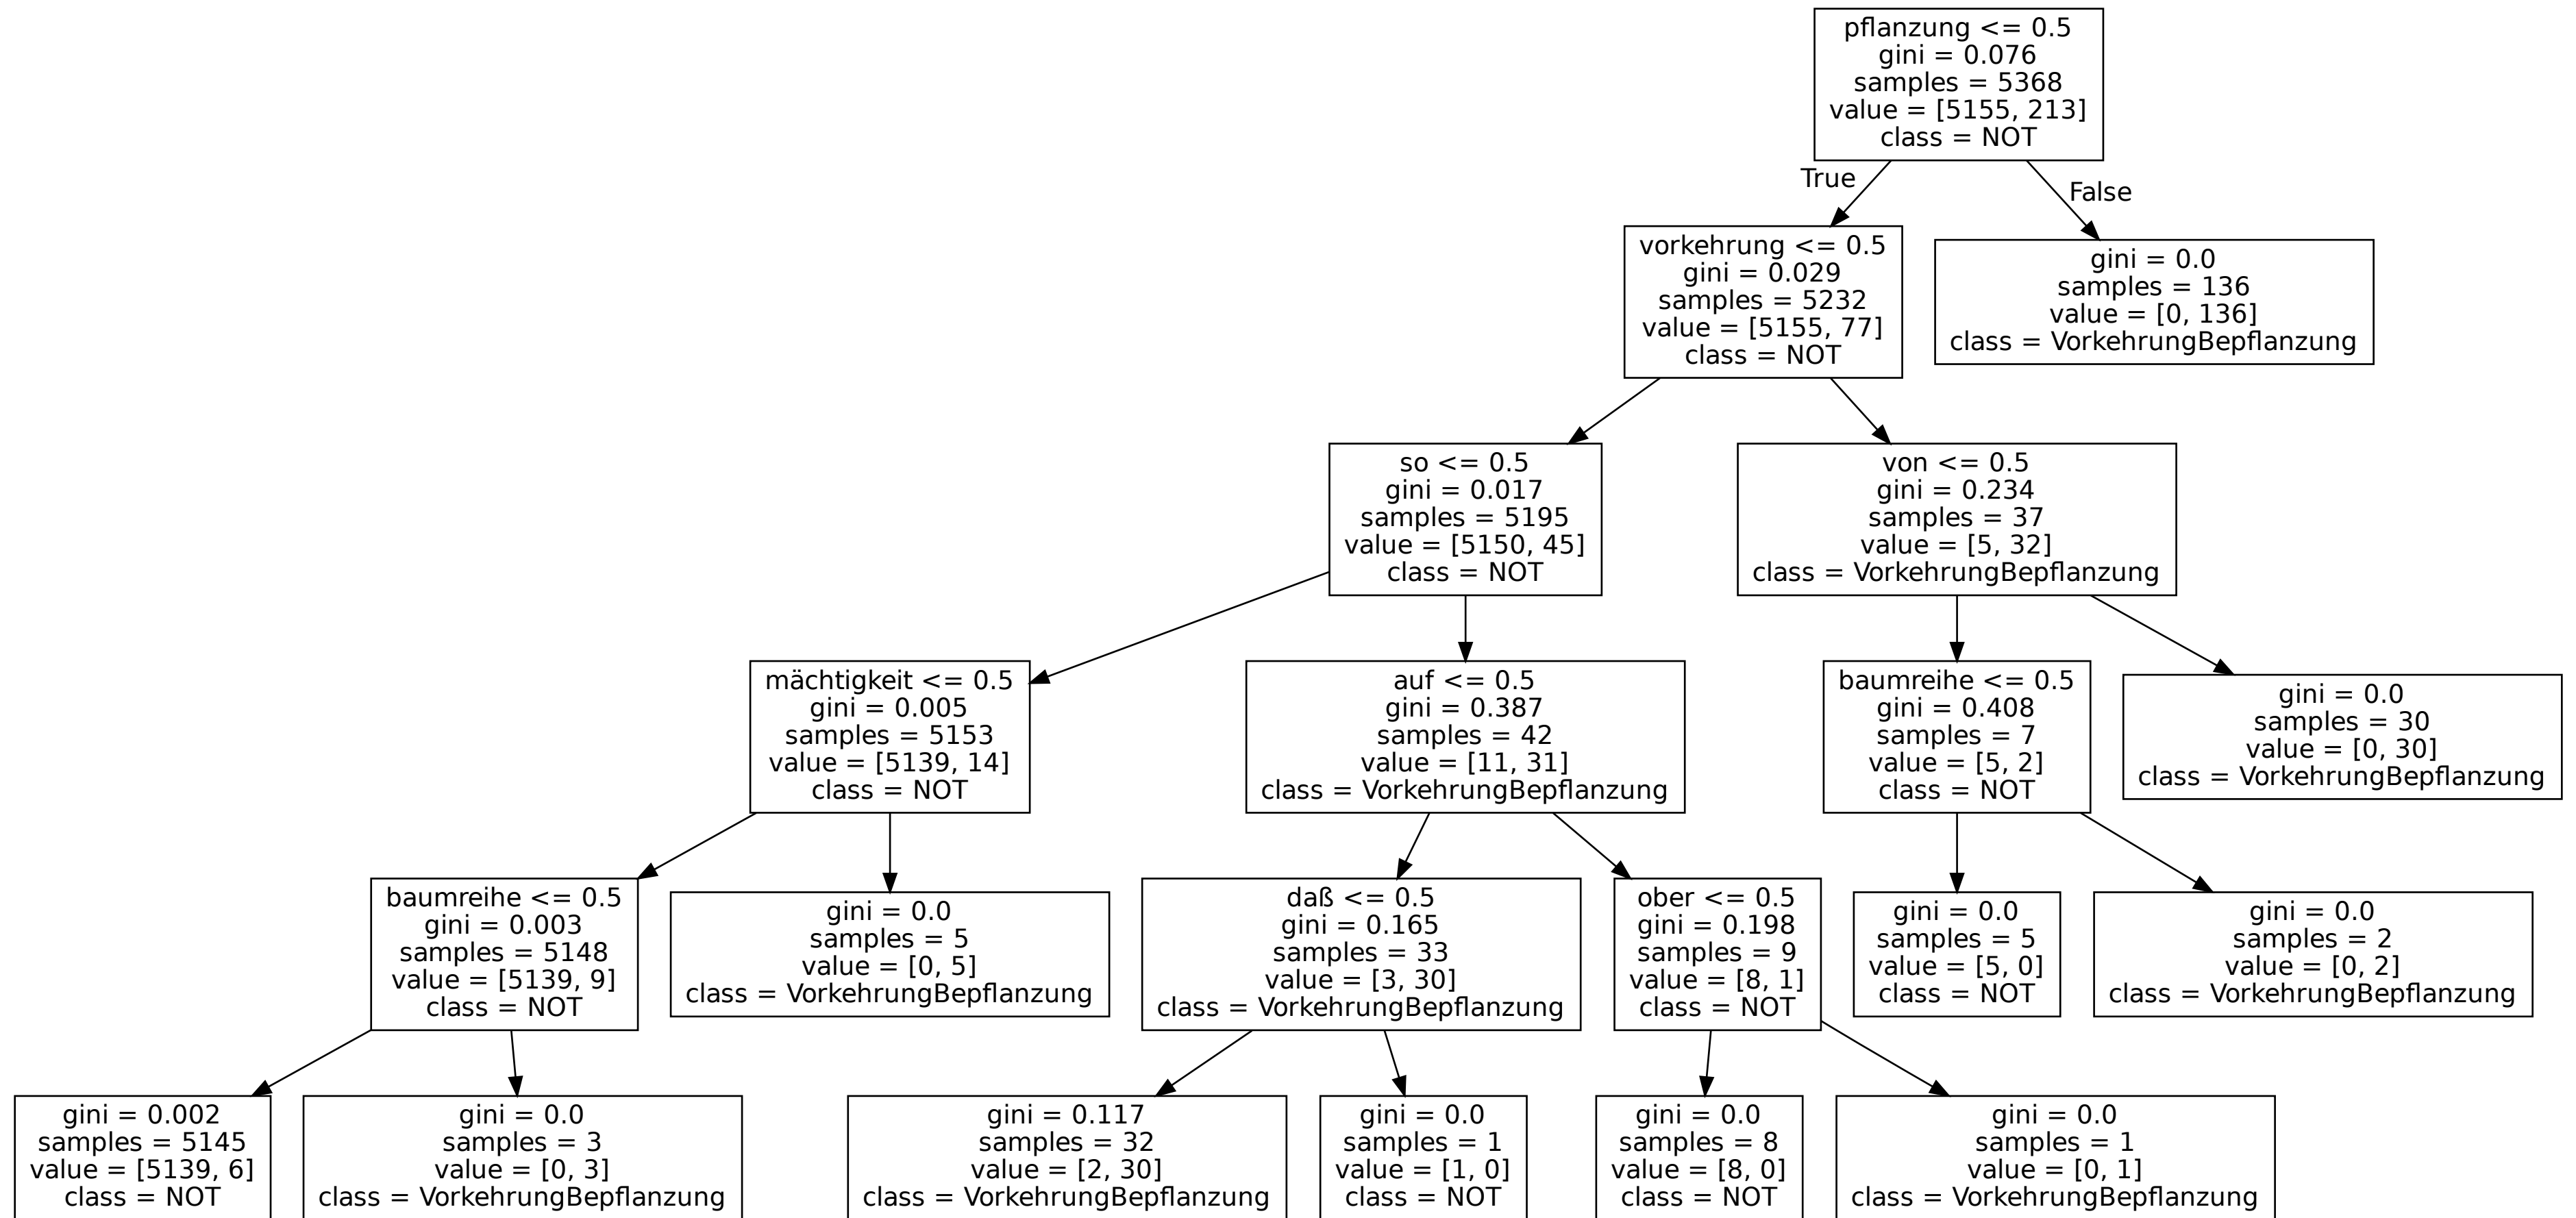 pflanzung <= 0.5
gini = 0.076
samples = 5368
value = [5155, 213]
class = NOT
True
False
vorkehrung <= 0.5
gini = 0.029
samples = 5232
value = [5155, 77]
class = NOT
gini = 0.0
samples = 136
value = [0, 136]
class = VorkehrungBepflanzung
so <= 0.5
gini = 0.017
samples = 5195
value = [5150, 45]
class = NOT
von <= 0.5
gini = 0.234
samples = 37
value = [5, 32]
class = VorkehrungBepflanzung
mächtigkeit <= 0.5
gini = 0.005
samples = 5153
value = [5139, 14]
class = NOT
auf <= 0.5
gini = 0.387
samples = 42
value = [11, 31]
class = VorkehrungBepflanzung
baumreihe <= 0.5
gini = 0.408
samples = 7
value = [5, 2]
class = NOT
gini = 0.0
samples = 30
value = [0, 30]
class = VorkehrungBepflanzung
baumreihe <= 0.5
gini = 0.003
samples = 5148
value = [5139, 9]
class = NOT
gini = 0.0
samples = 5
value = [0, 5]
class = VorkehrungBepflanzung
daß <= 0.5
gini = 0.165
samples = 33
value = [3, 30]
class = VorkehrungBepflanzung
ober <= 0.5
gini = 0.198
samples = 9
value = [8, 1]
class = NOT
gini = 0.0
samples = 5
value = [5, 0]
class = NOT
gini = 0.0
samples = 2
value = [0, 2]
class = VorkehrungBepflanzung
gini = 0.002
samples = 5145
value = [5139, 6]
class = NOT
gini = 0.0
samples = 3
value = [0, 3]
class = VorkehrungBepflanzung
gini = 0.117
samples = 32
value = [2, 30]
class = VorkehrungBepflanzung
gini = 0.0
samples = 1
value = [1, 0]
class = NOT
gini = 0.0
samples = 8
value = [8, 0]
class = NOT
gini = 0.0
samples = 1
value = [0, 1]
class = VorkehrungBepflanzung